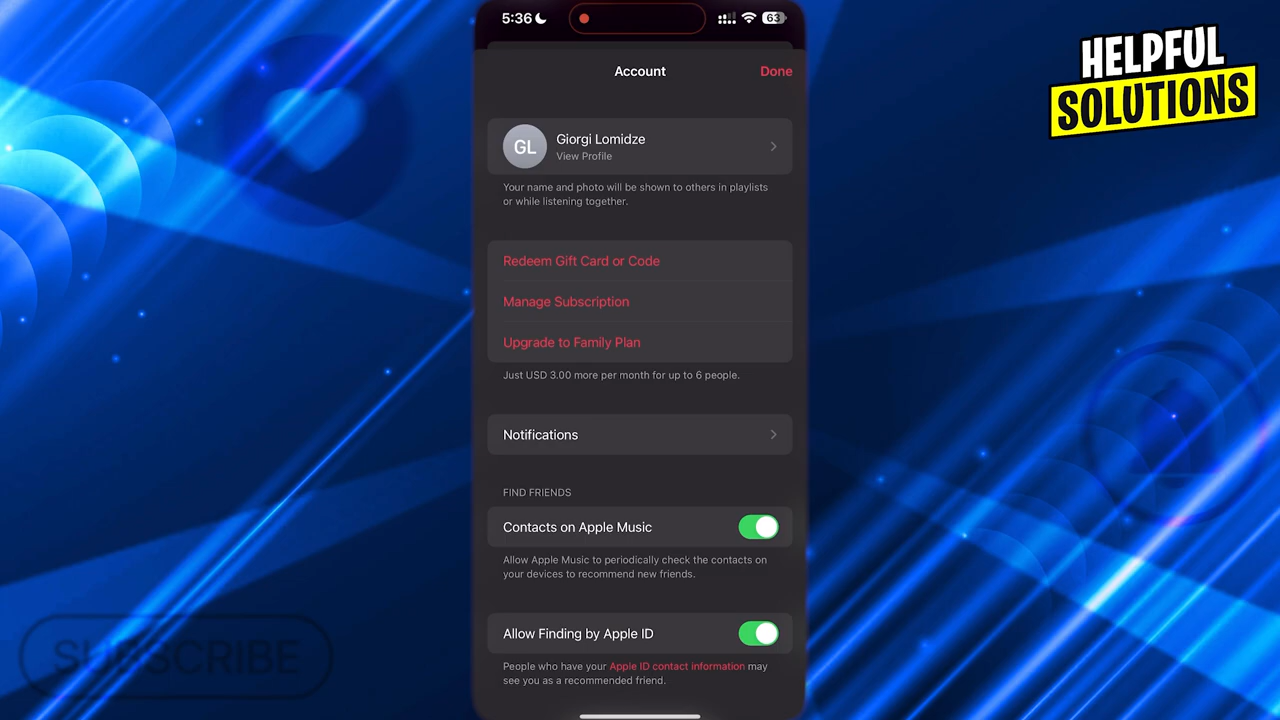 5:36
63
HELPFUL
SOLUTIONS
Account
Done
GL
Giorgi Lomidze
View Profile
Your name and photo will be shown to others in playlists
or while listening together.
Redeem Gift Card or Code
Manage Subscription
Upgrade to Family Plan
Just USD 3.00 more per month for up to 6 people.
Notifications
FIND FRIENDS
Contacts on Apple Music
Allow Apple Music to periodically check the contacts on
your devices to recommend new friends.
Allow Finding by Apple ID
People who have your Apple ID contact information may
see you as a recommended friend.
SUBSCRIBE